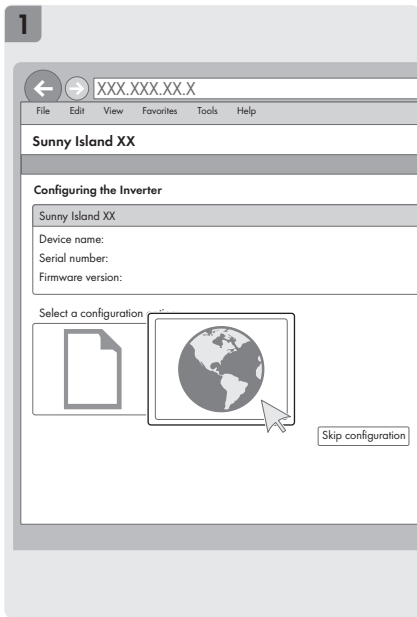 1
XXX.XXX.XX.X
File Edit View Favorites Tools Help
Sunny Island XX
Configuring the Inverter
Sunny Island XX
Device name:
Serial number:
Firmware version:
Select a configuration
Skip configuration